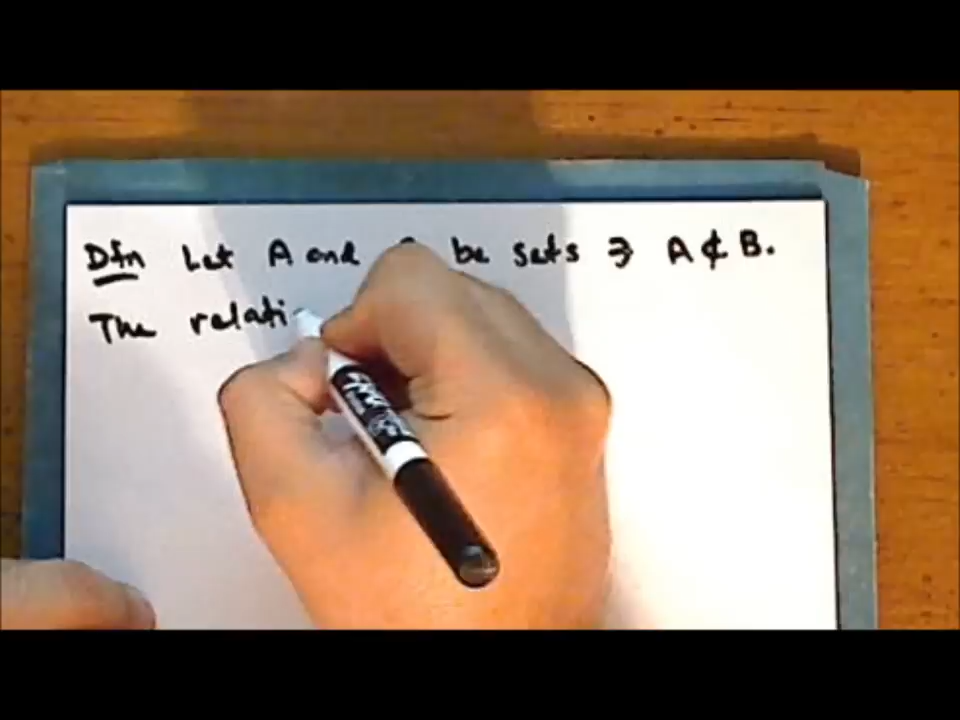 Dfn Let A and be sets ∋ A ⊄ B.
The relati